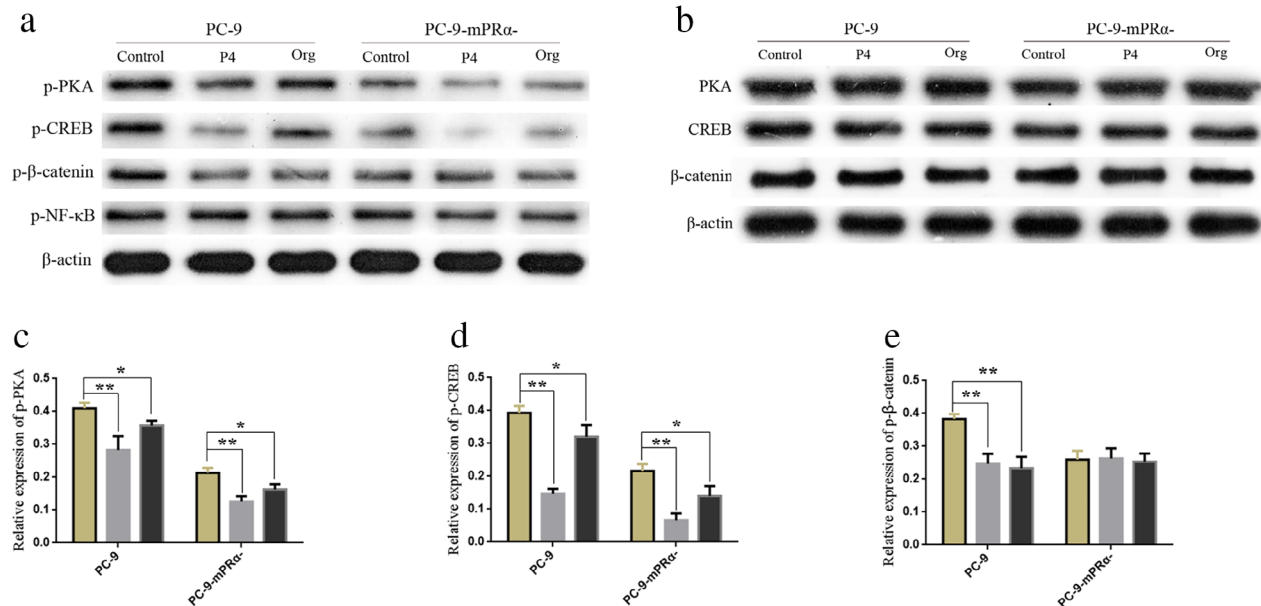 a
PC-9 PC-9-mPRα-
Control P4 Org Control P4 Org
p-PKA
p-CREB
p-β-catenin
p-NF-κB
β-actin
b
PC-9 PC-9-mPRα-
Control P4 Org Control P4 Org
PKA
CREB
β-catenin
β-actin
c
Relative expression of p-PKA
0.5
0.4
0.3
0.2
0.1
0.0
** *
** *
PC-9 PC-9-mPRα-
d
Relative expression of p-CREB
0.5
0.4
0.3
0.2
0.1
0.0
** *
** *
PC-9 PC-9-mPRα-
e
Relative expression of p-β-catenin
0.5
0.4
0.3
0.2
0.1
0.0
** **
PC-9 PC-9-mPRα-